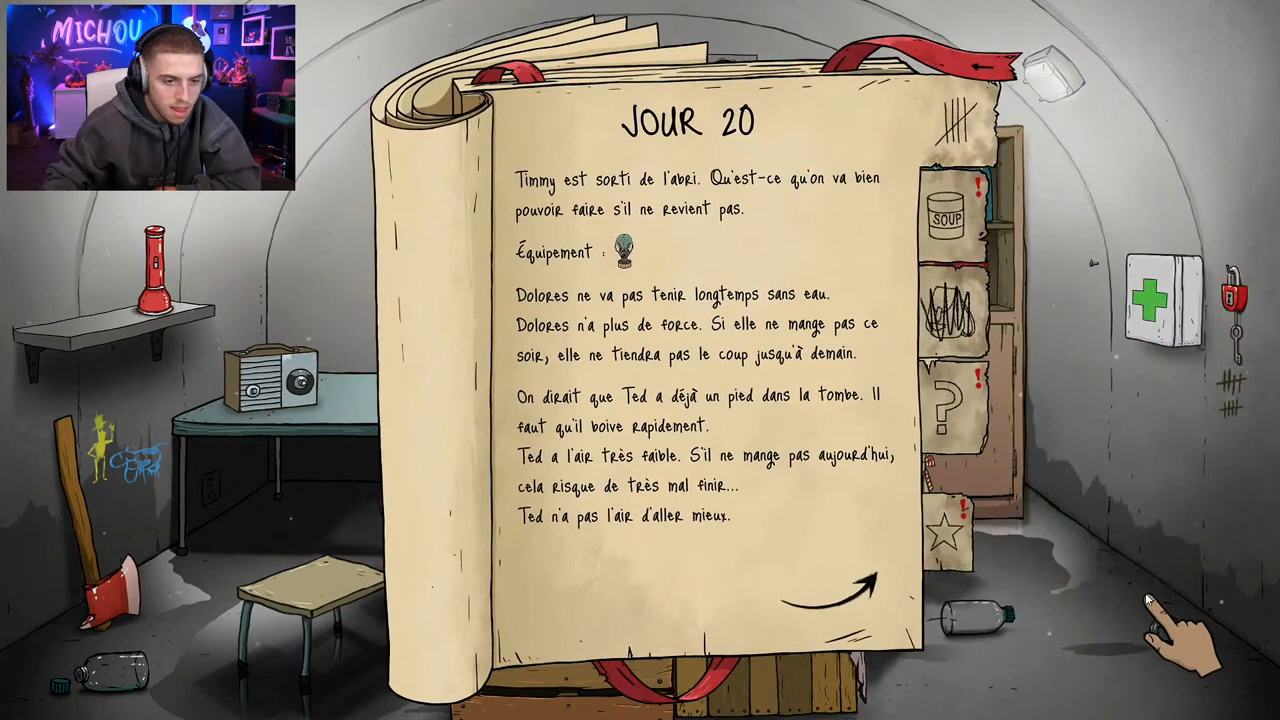 MICHOU
JOUR 20
Timmy est sorti de l'abri. Qu'est-ce qu'on va bien
pouvoir faire s'il ne revient pas.
Équipement :
Dolores ne va pas tenir longtemps sans eau.
Dolores n'a plus de force. Si elle ne mange pas ce
soir, elle ne tiendra pas le coup jusqu'à demain.
On dirait que Ted a déjà un pied dans la tombe. Il
faut qu'il boive rapidement.
Ted a l'air très faible. S'il ne mange pas aujourd'hui,
cela risque de très mal finir...
Ted n'a pas l'air d'aller mieux.
!
SOUP
!
?
!